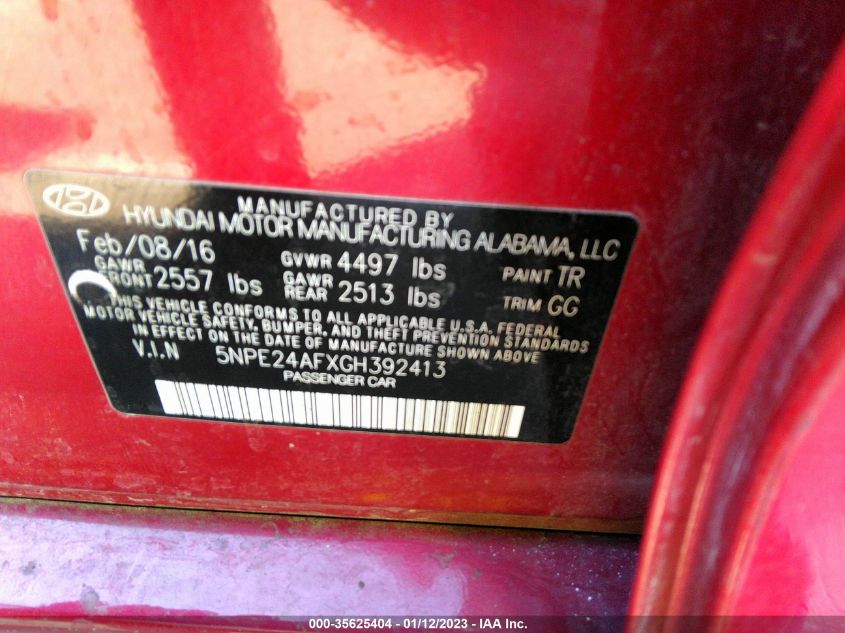 MANUFACTURED BY
HYUNDAI MOTOR MANUFACTURING ALABAMA, LLC
Feb/08/16 GVWR 4497 lbs PAINT TR
GAWR FRONT 2557 lbs GAWR REAR 2513 lbs TRIM GG
THIS VEHICLE CONFORMS TO ALL APPLICABLE U.S.A. FEDERAL
MOTOR VEHICLE SAFETY, BUMPER, AND THEFT PREVENTION STANDARDS
IN EFFECT ON THE DATE OF MANUFACTURE SHOWN ABOVE
V.I.N 5NPE24AFXGH392413
PASSENGER CAR
000-35625404 - 01/12/2023 - IAA Inc.